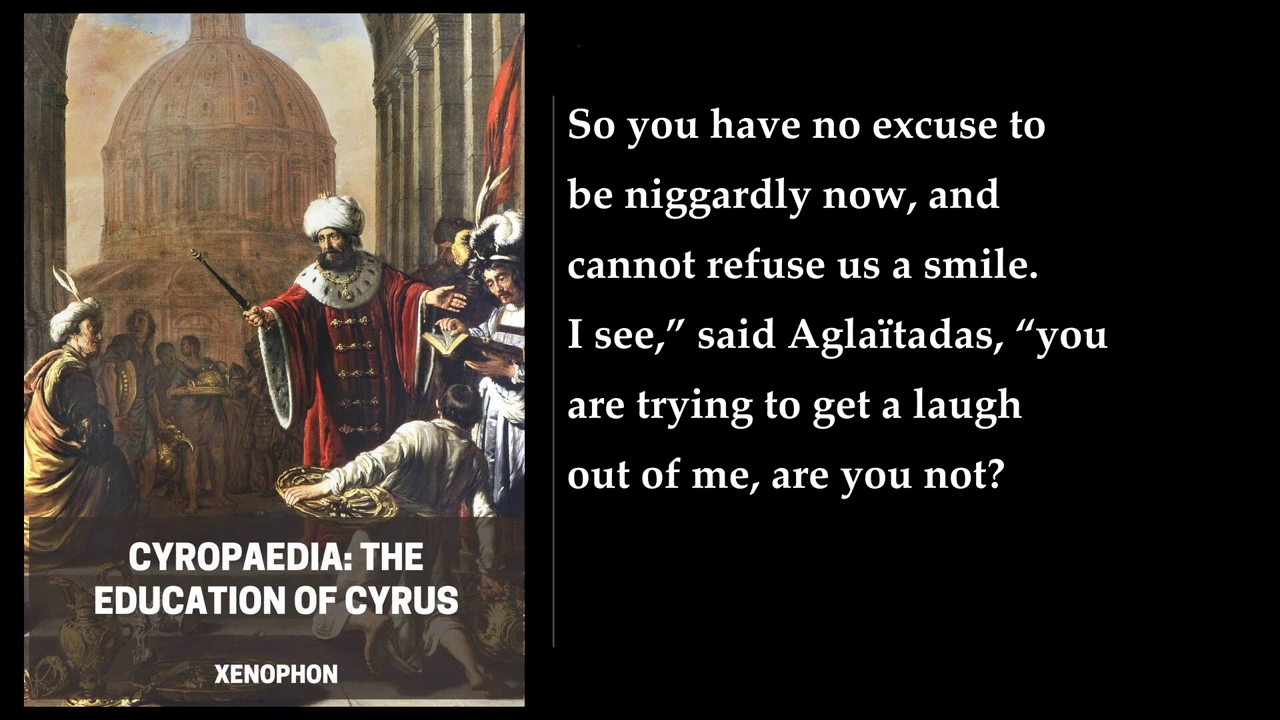 So you have no excuse to
be niggardly now, and
cannot refuse us a smile.
I see,” said Aglaïtadas, “you
are trying to get a laugh
out of me, are you not?
CYROPAEDIA: THE
EDUCATION OF CYRUS
XENOPHON